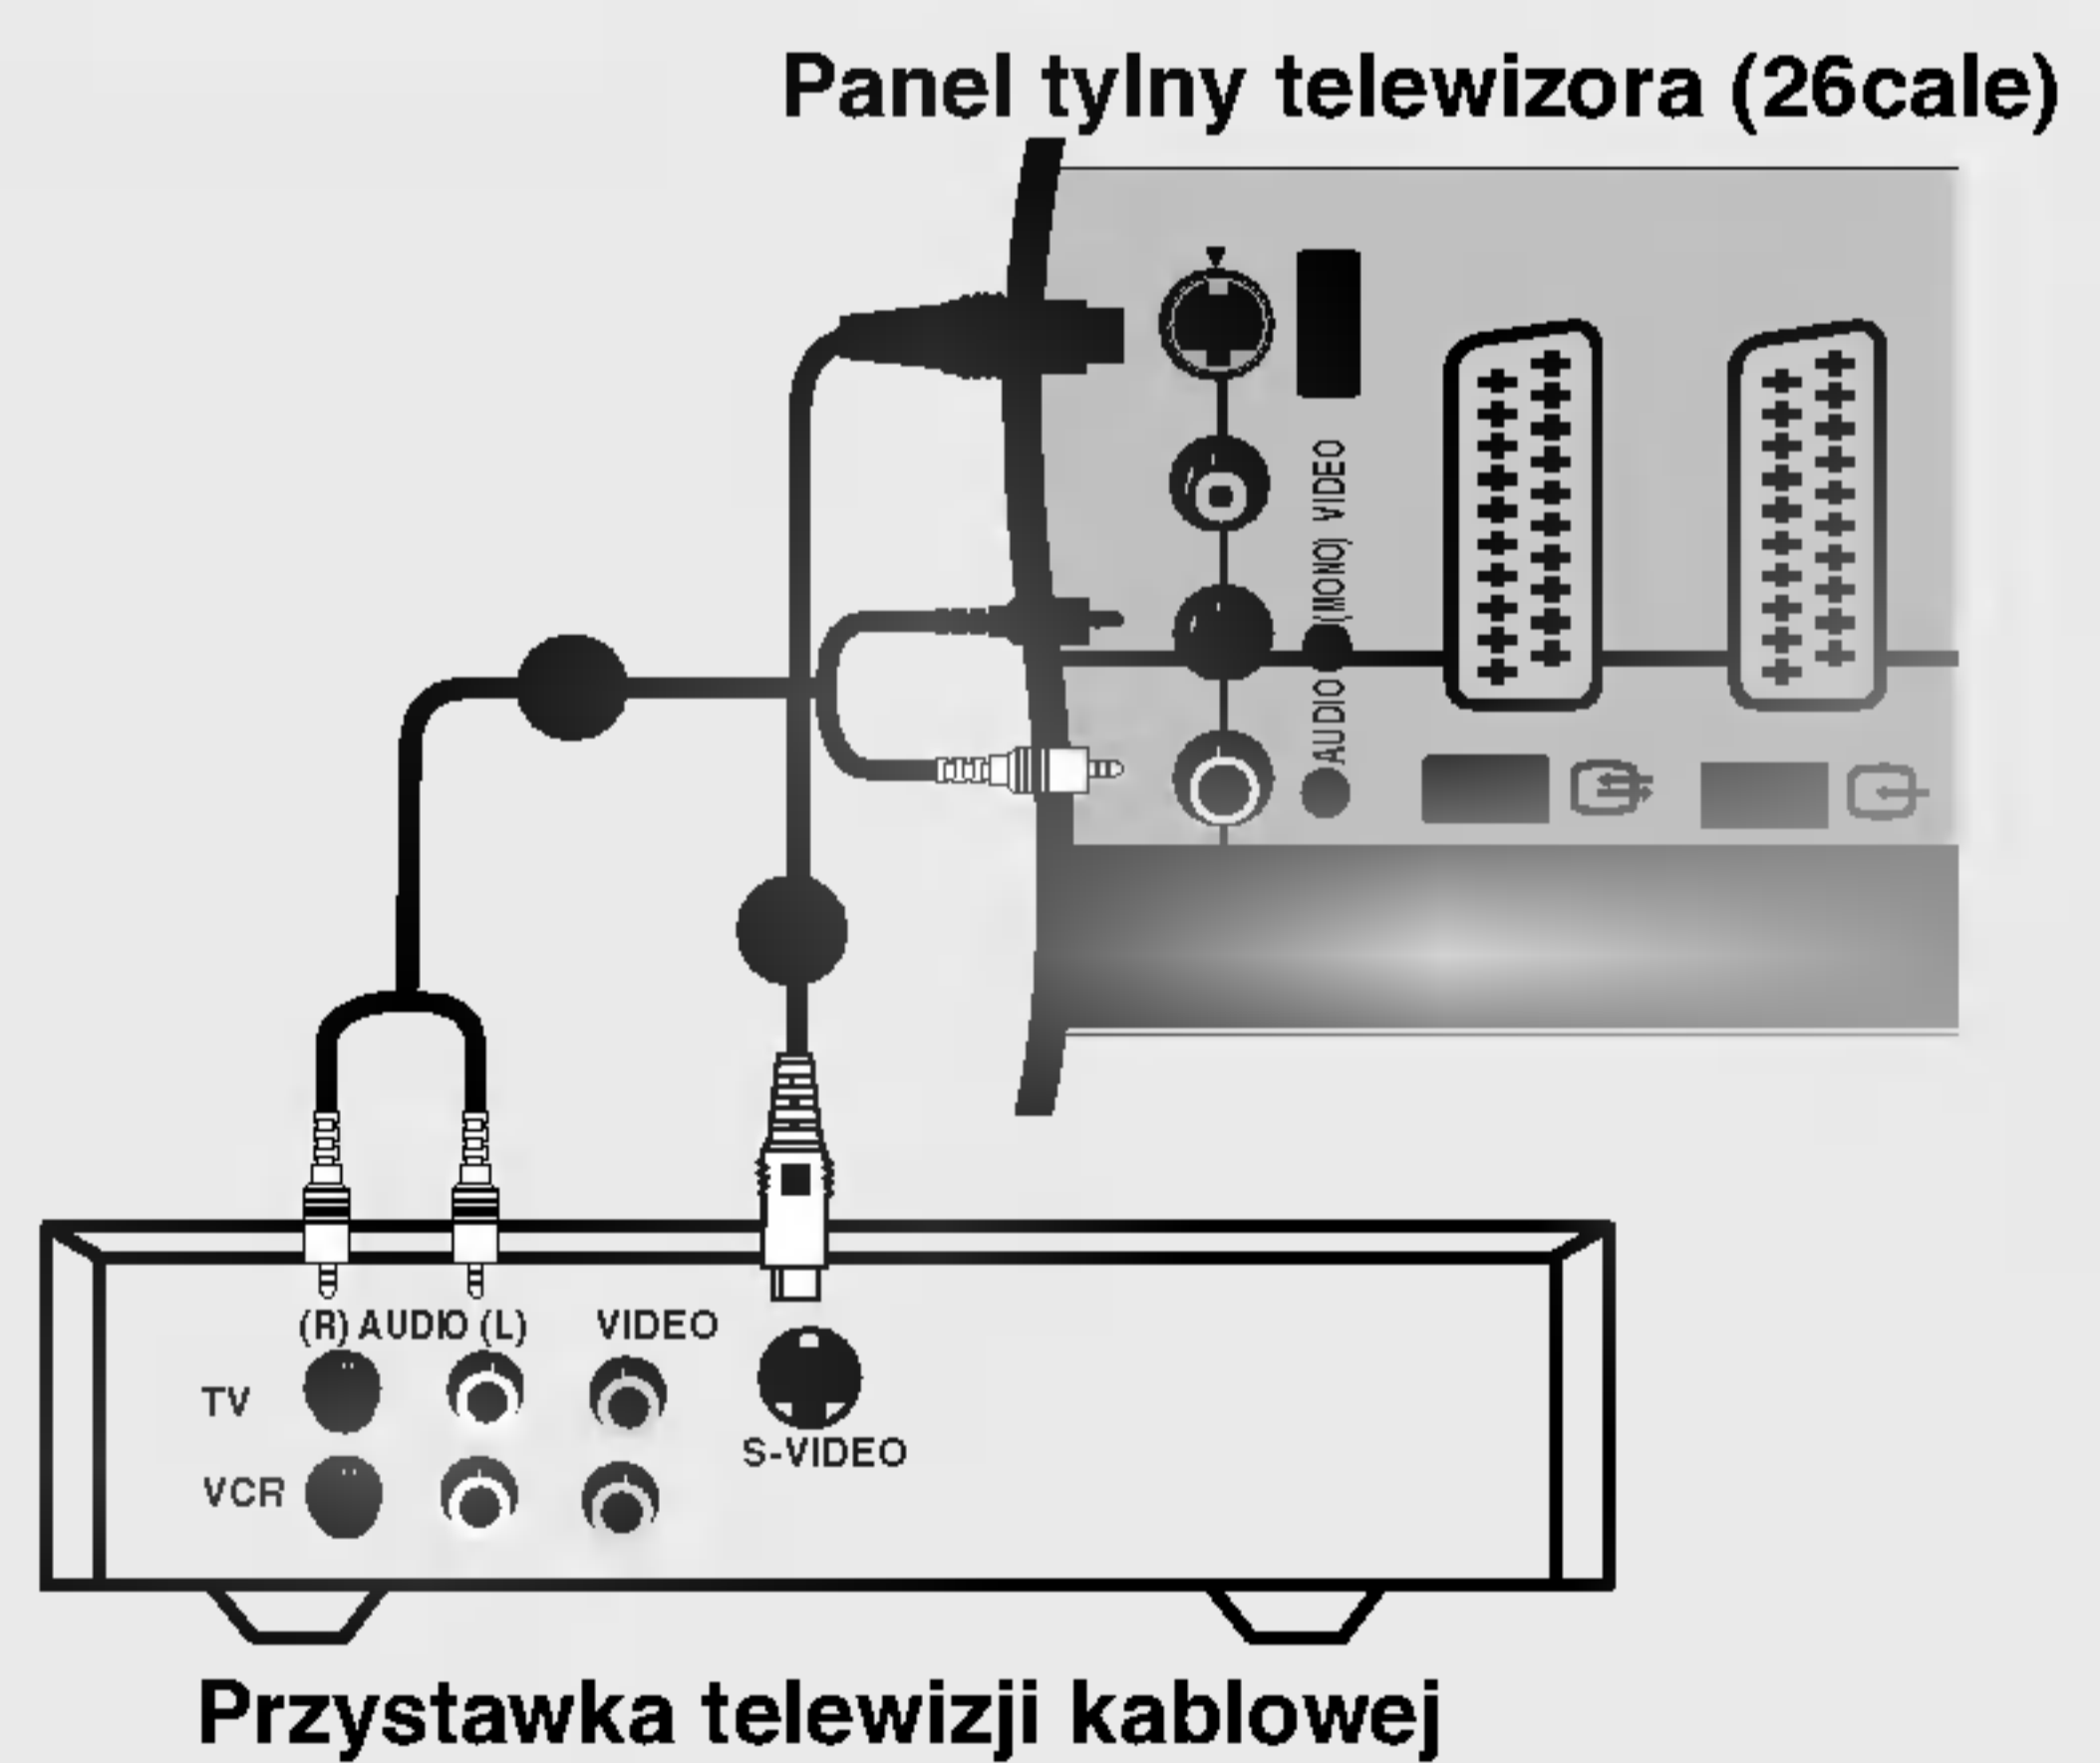 Panel tylny telewizora (26cale)
VIDEO
(MONO)
AUDIO
(R) AUDIO (L)
VIDEO
TV
S-VIDEO
VCR
Przystawka telewizji kablowej